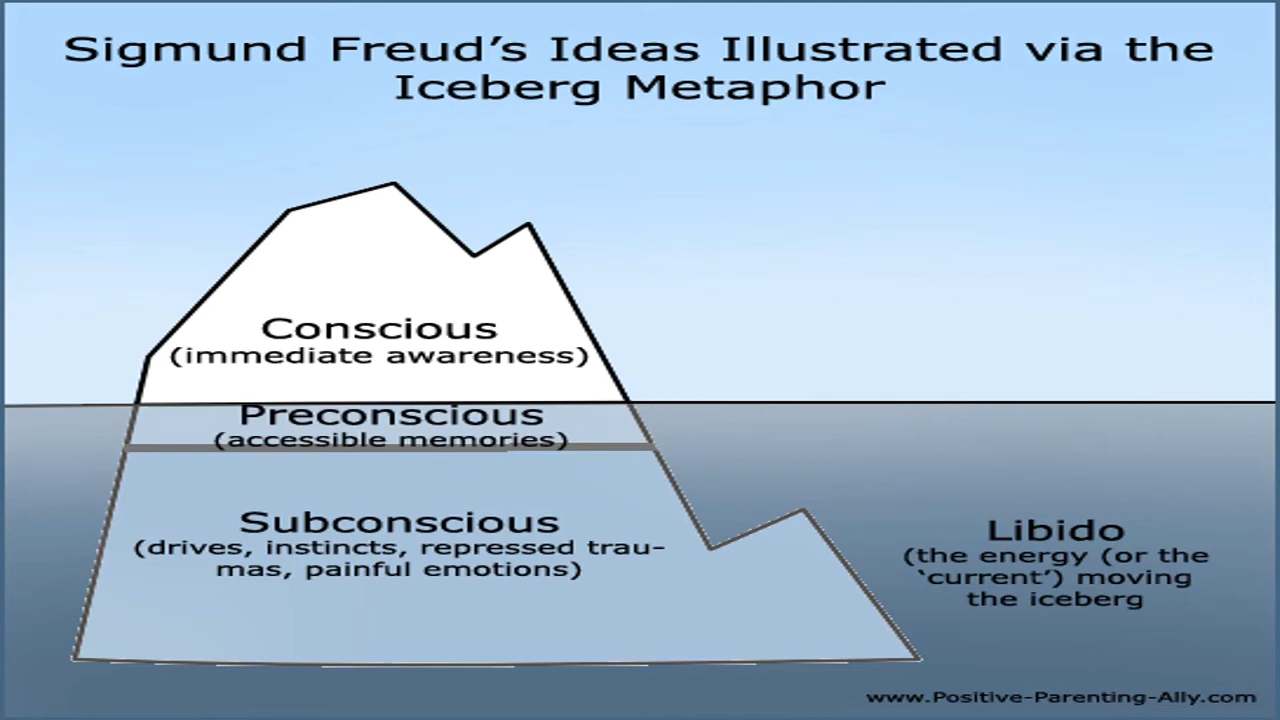 Sigmund Freud’s Ideas Illustrated via the
Iceberg Metaphor
Conscious
(immediate awareness)
Preconscious
(accessible memories)
Subconscious
(drives, instincts, repressed trau-
mas, painful emotions)
Libido
(the energy (or the
‘current’) moving
the iceberg
www.Positive-Parenting-Ally.com